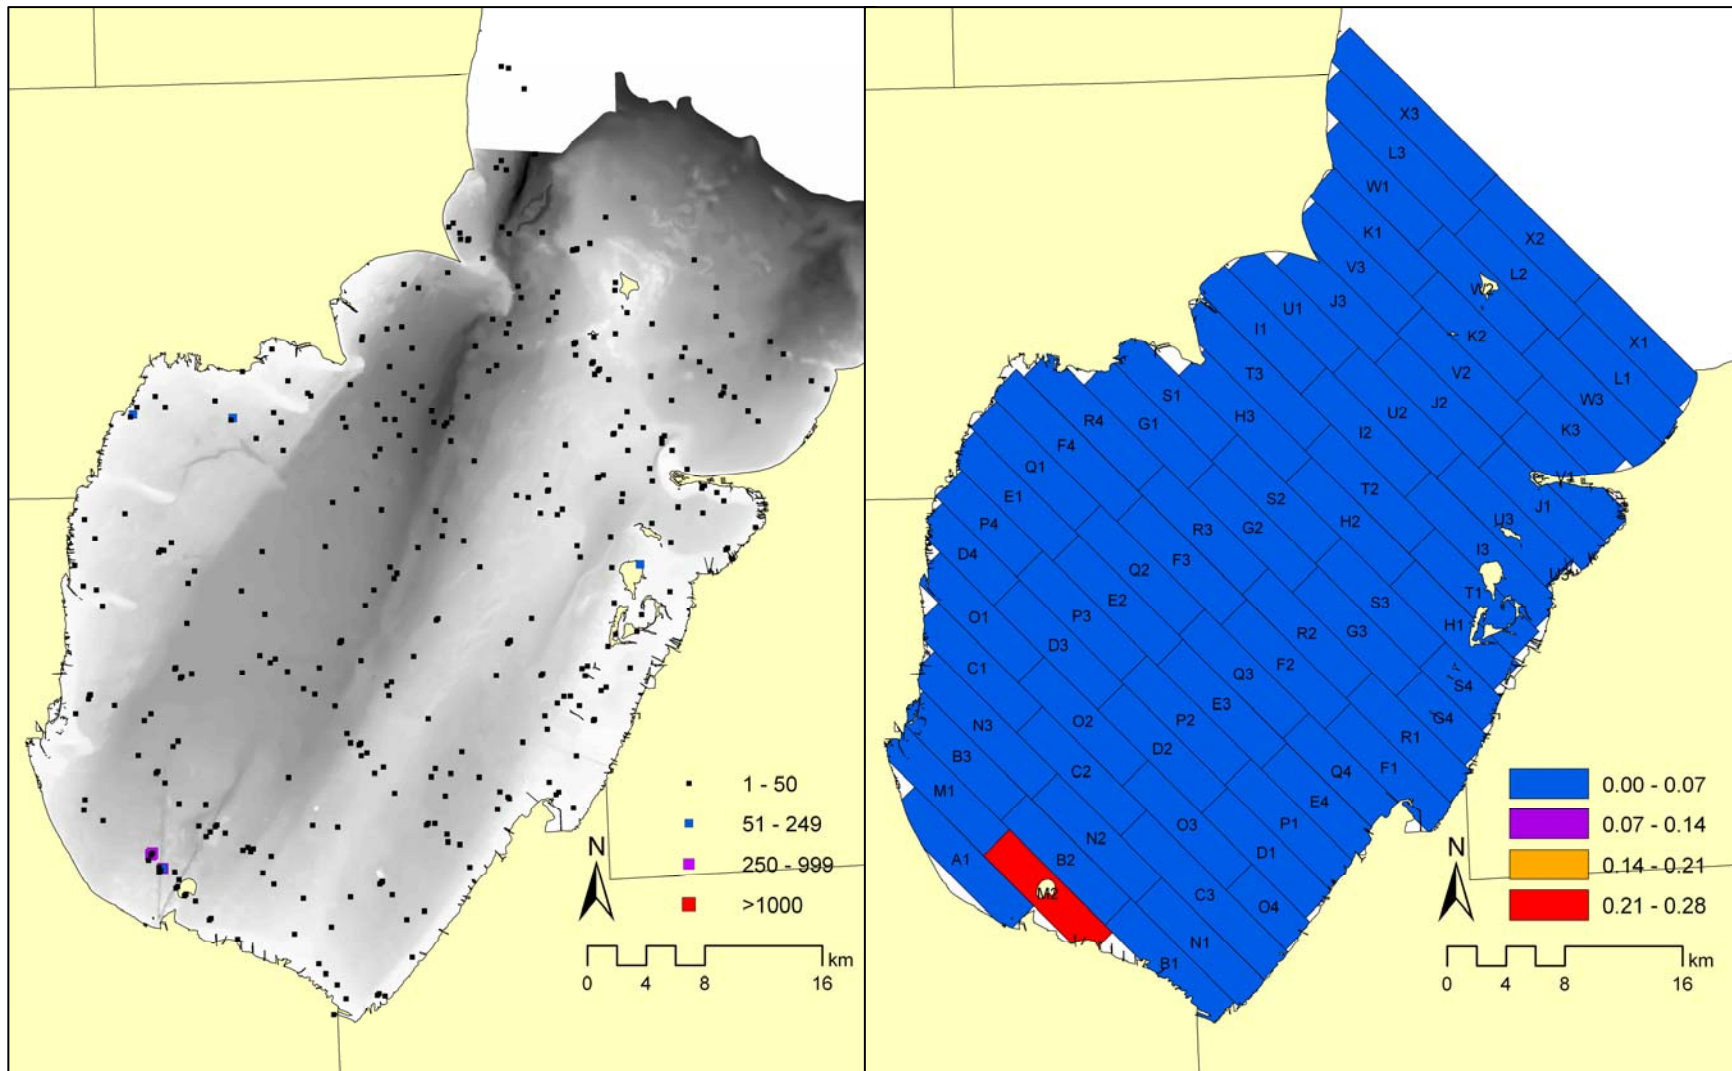 1 - 50
51 - 249
250 - 999
>1000
N
km
0 4 8 16
X3
L3
W1
K1
X2
V3
L2
W2
J3
U1
I1
K2
X1
V2
T3
L1
S1
W3
J2
U2
H3
R4
G1
K3
I2
F4
Q1
V1
T2
E1
S2
J1
H2
U3
P4
R3
G2
I3
D4
F3
Q2
T1
E2
S3
P3
O1
H1
R2
G3
D3
F2
C1
Q3
S4
E3
G4
P2
O2
N3
R1
D2
B3
C2
Q4
F1
M1
E4
O3
P1
N2
D1
A1
B2
M2
C3
O4
N1
B1
0.00 - 0.07
0.07 - 0.14
0.14 - 0.21
0.21 - 0.28
N
km
0 4 8 16